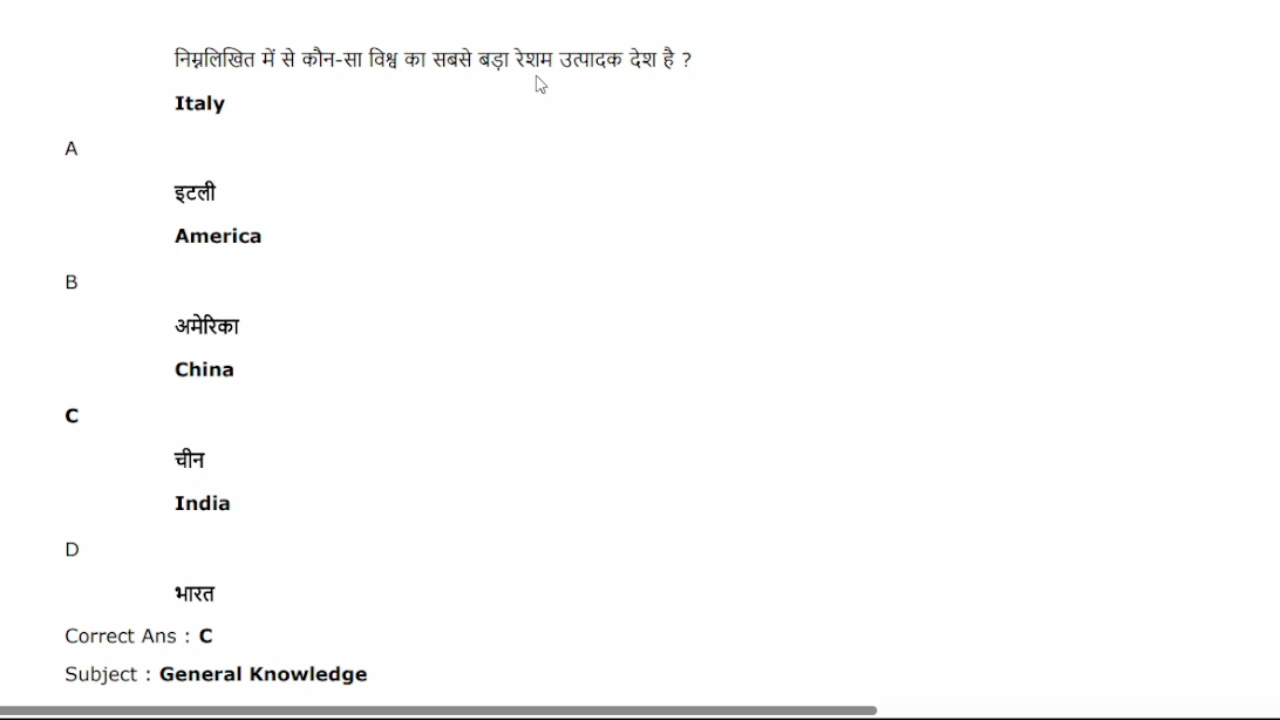 निम्नलिखित में से कौन-सा विश्व का सबसे बड़ा रेशम उत्पादक देश है ?
Italy
A
इटली
America
B
अमेरिका
China
C
चीन
India
D
भारत
Correct Ans : C
Subject : General Knowledge